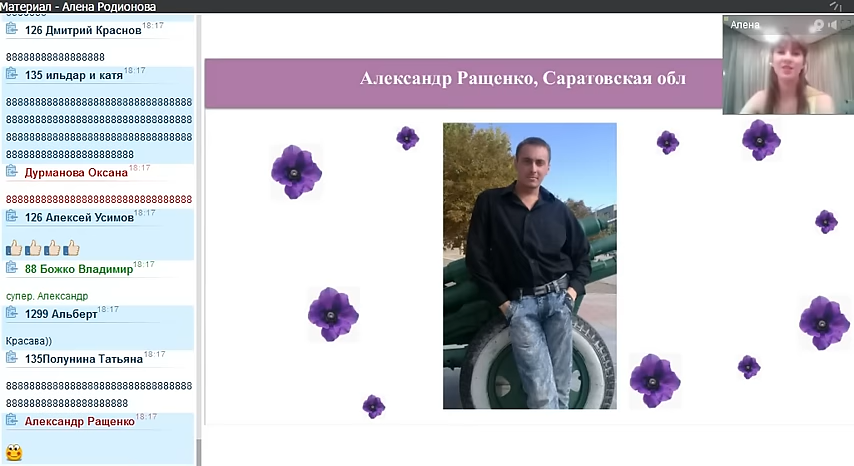 Материал - Алена Родионова
126 Дмитрий Краснов 18:17
88888888888888888
135 ильдар и катя 18:17
88888888888888888888888888888888
88888888888888888888888888888888
88888888888888888888888888888888
8888888888888888888888
Дурманова Оксана 18:17
88888888888888888888888888888888
126 Алексей Усимов 18:17
88 Божко Владимир 18:17
супер. Александр
1299 Альберт 18:17
Красава))
135Полунина Татьяна 18:17
88888888888888888888888888888888
888888888888888888888
Александр Ращенко 18:17
Александр Ращенко, Саратовская обл
Алена